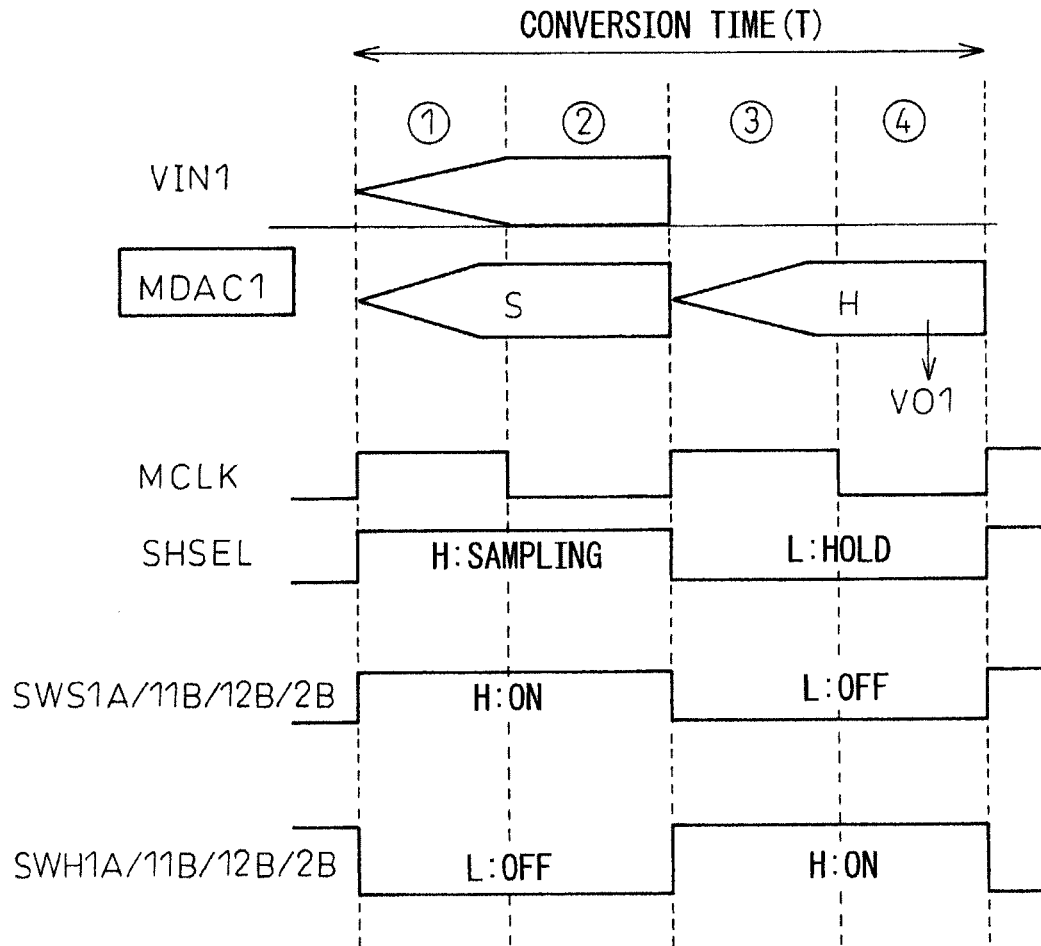 CONVERSION TIME(T)
① ② ③ ④
VIN1
MDAC1 S H
VO1
MCLK
SHSEL H:SAMPLING L:HOLD
SWS1A/11B/12B/2B H:ON L:OFF
SWH1A/11B/12B/2B L:OFF H:ON